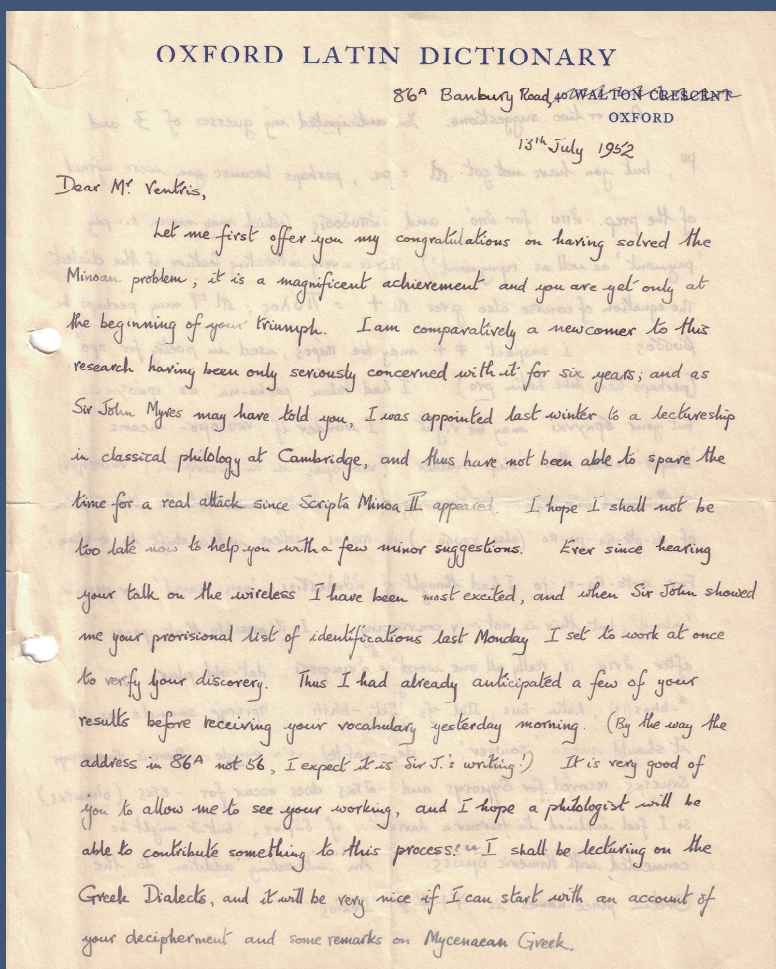 OXFORD LATIN DICTIONARY
86A Banbury Road, 40 WALTON CRESCENT
OXFORD
13th July 1952
Dear Mr. Ventris,
Let me first offer you my congratulations on having solved the
Minoan problem; it is a magnificent achievement and you are yet only at
the beginning of your triumph. I am comparatively a newcomer to this
research having been only seriously concerned with it for six years; and as
Sir John Myres may have told you, I was appointed last winter to a lectureship
in classical philology at Cambridge, and thus have not been able to spare the
time for a real attack since Scripta Minoa II appeared. I hope I shall not be
too late now to help you with a few minor suggestions. Ever since hearing
your talk on the wireless I have been most excited, and when Sir John showed
me your provisional list of identifications last Monday I set to work at once
to verify your discovery. Thus I had already anticipated a few of your
results before receiving your vocabulary yesterday morning. (By the way the
address in 86A not 56, I expect it is Sir J.'s writing!) It is very good of
you to allow me to see your working, and I hope a philologist will be
able to contribute something to this process! I shall be lecturing on the
Greek Dialects, and it will be very nice if I can start with an account of
your decipherment and some remarks on Mycenaean Greek.